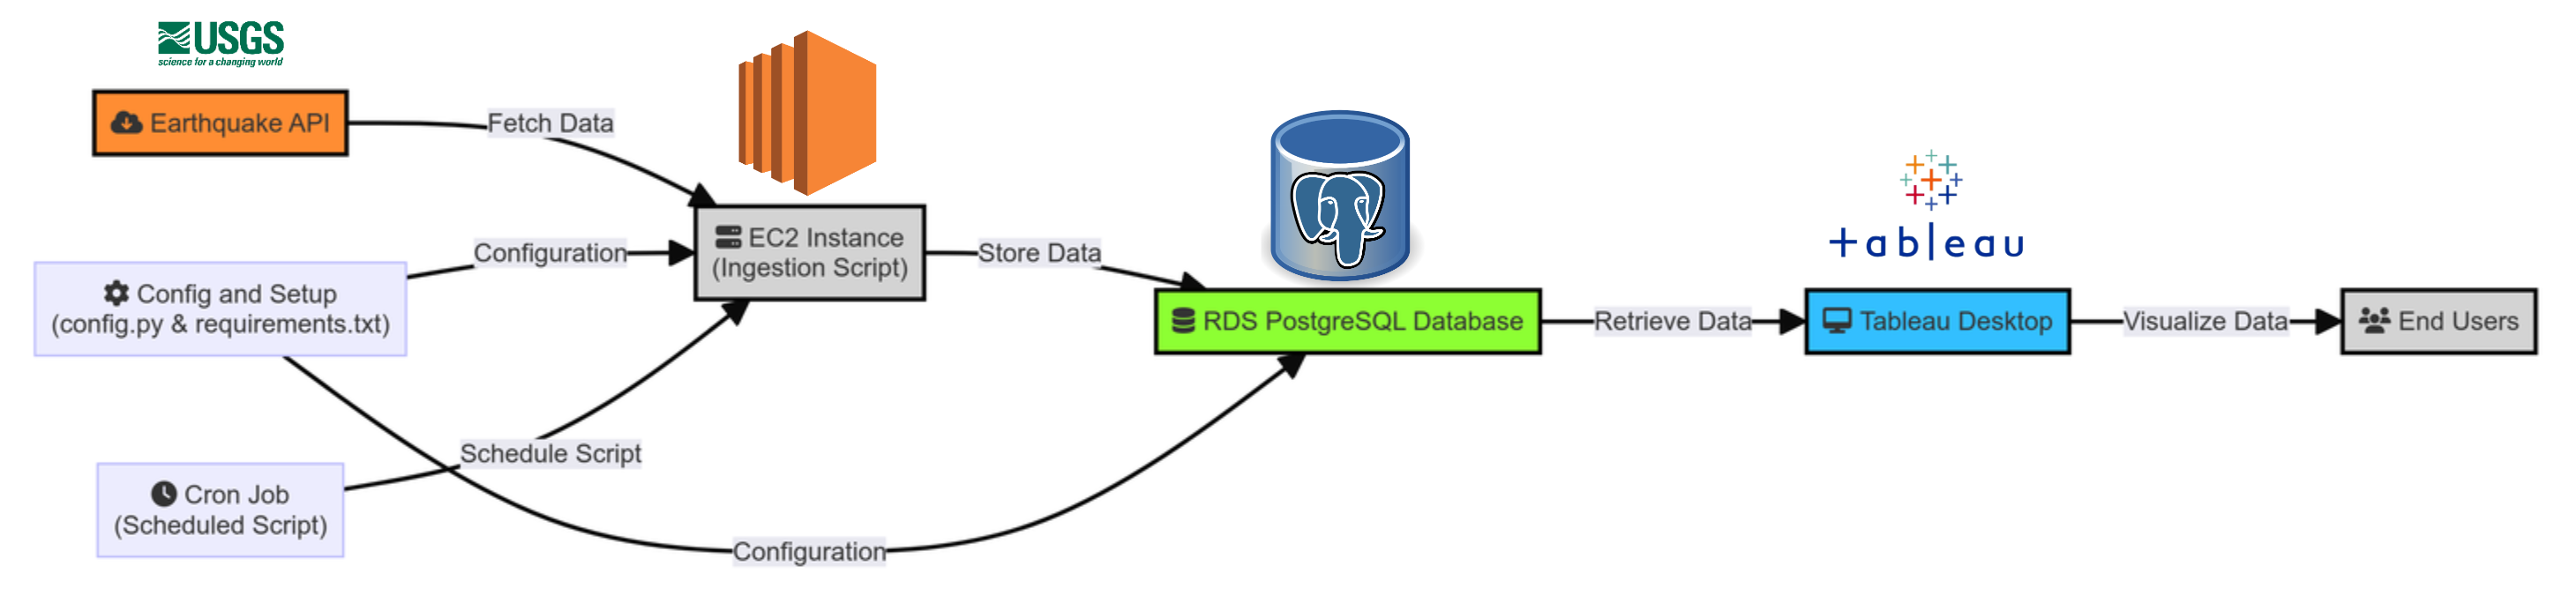 USGS
science for a changing world
Earthquake API
Fetch Data
EC2 Instance
(Ingestion Script)
Configuration
Config and Setup
(config.py & requirements.txt)
Store Data
RDS PostgreSQL Database
Retrieve Data
+ableau
Tableau Desktop
Visualize Data
End Users
Schedule Script
Cron Job
(Scheduled Script)
Configuration